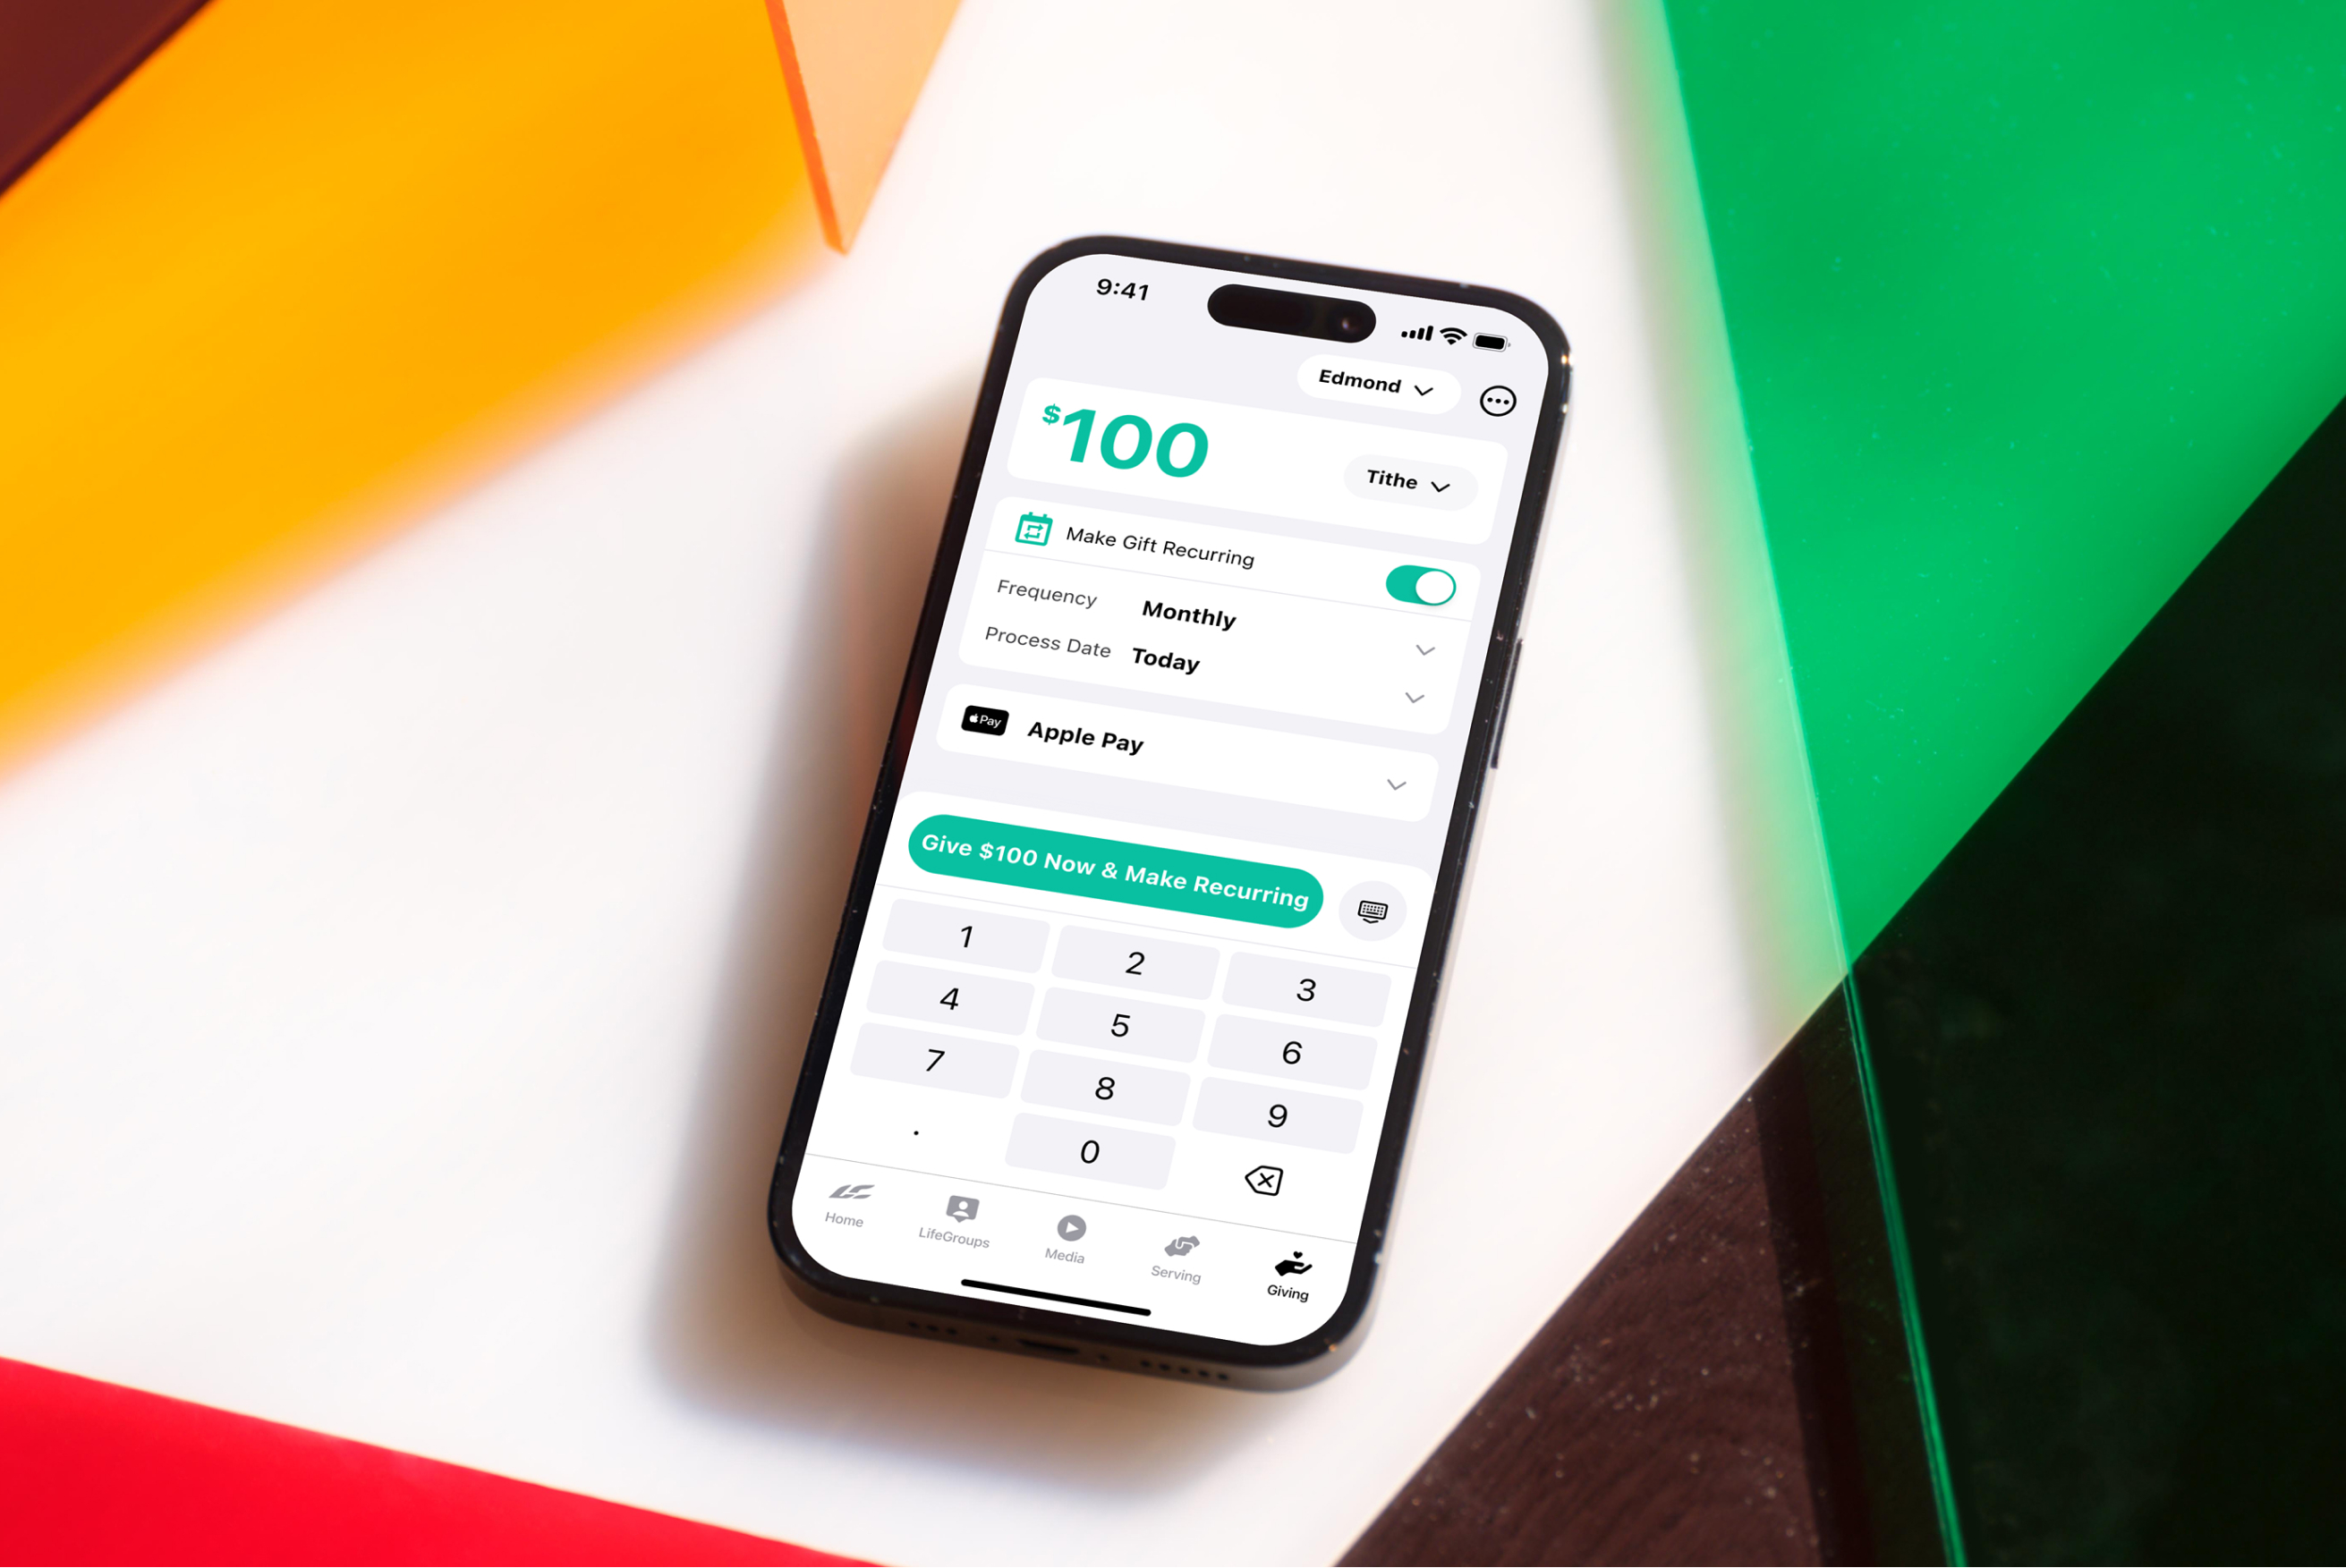 9:41
Edmond
$100
Tithe
Make Gift Recurring
Frequency Monthly
Process Date Today
Pay Apple Pay
Give $100 Now & Make Recurring
1 2 3
4 5 6
7 8 9
. 0
Home LifeGroups Media Serving Giving